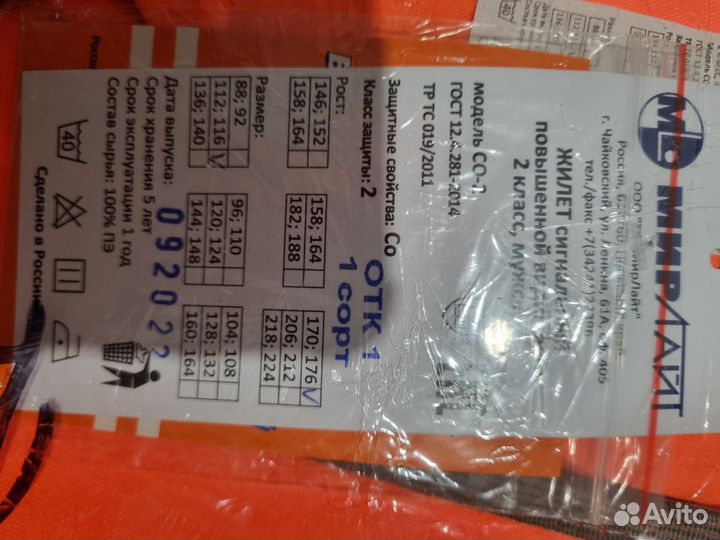 МИРЛАЙТ
ООО "МирЛайт"
Россия,
г. Чайковский, ул. Ленина, 61А, 405
тел./факс +7(34241)
ЖИЛЕТ СИГНАЛЬНЫЙ
повышенной
2 класс,
модель СО-
ГОСТ 12.4.281-2014
ТР ТС 019/2011
Защитные свойства: Со
Класс защиты: 2
ОТК 1
1 сорт
Рост:
146; 152 158; 164 170; 176 V
158; 164 182; 188 206; 212
218; 224
Размер:
88; 92 96; 110 104; 108
112; 116 V 120; 124 128; 132
136; 140 144; 148 160; 164
Дата выпуска: 092022
Срок хранения 5 лет
Срок эксплуатации 1 год
Состав сырья: 100% ПЭ
40
Сделано в России
Avito